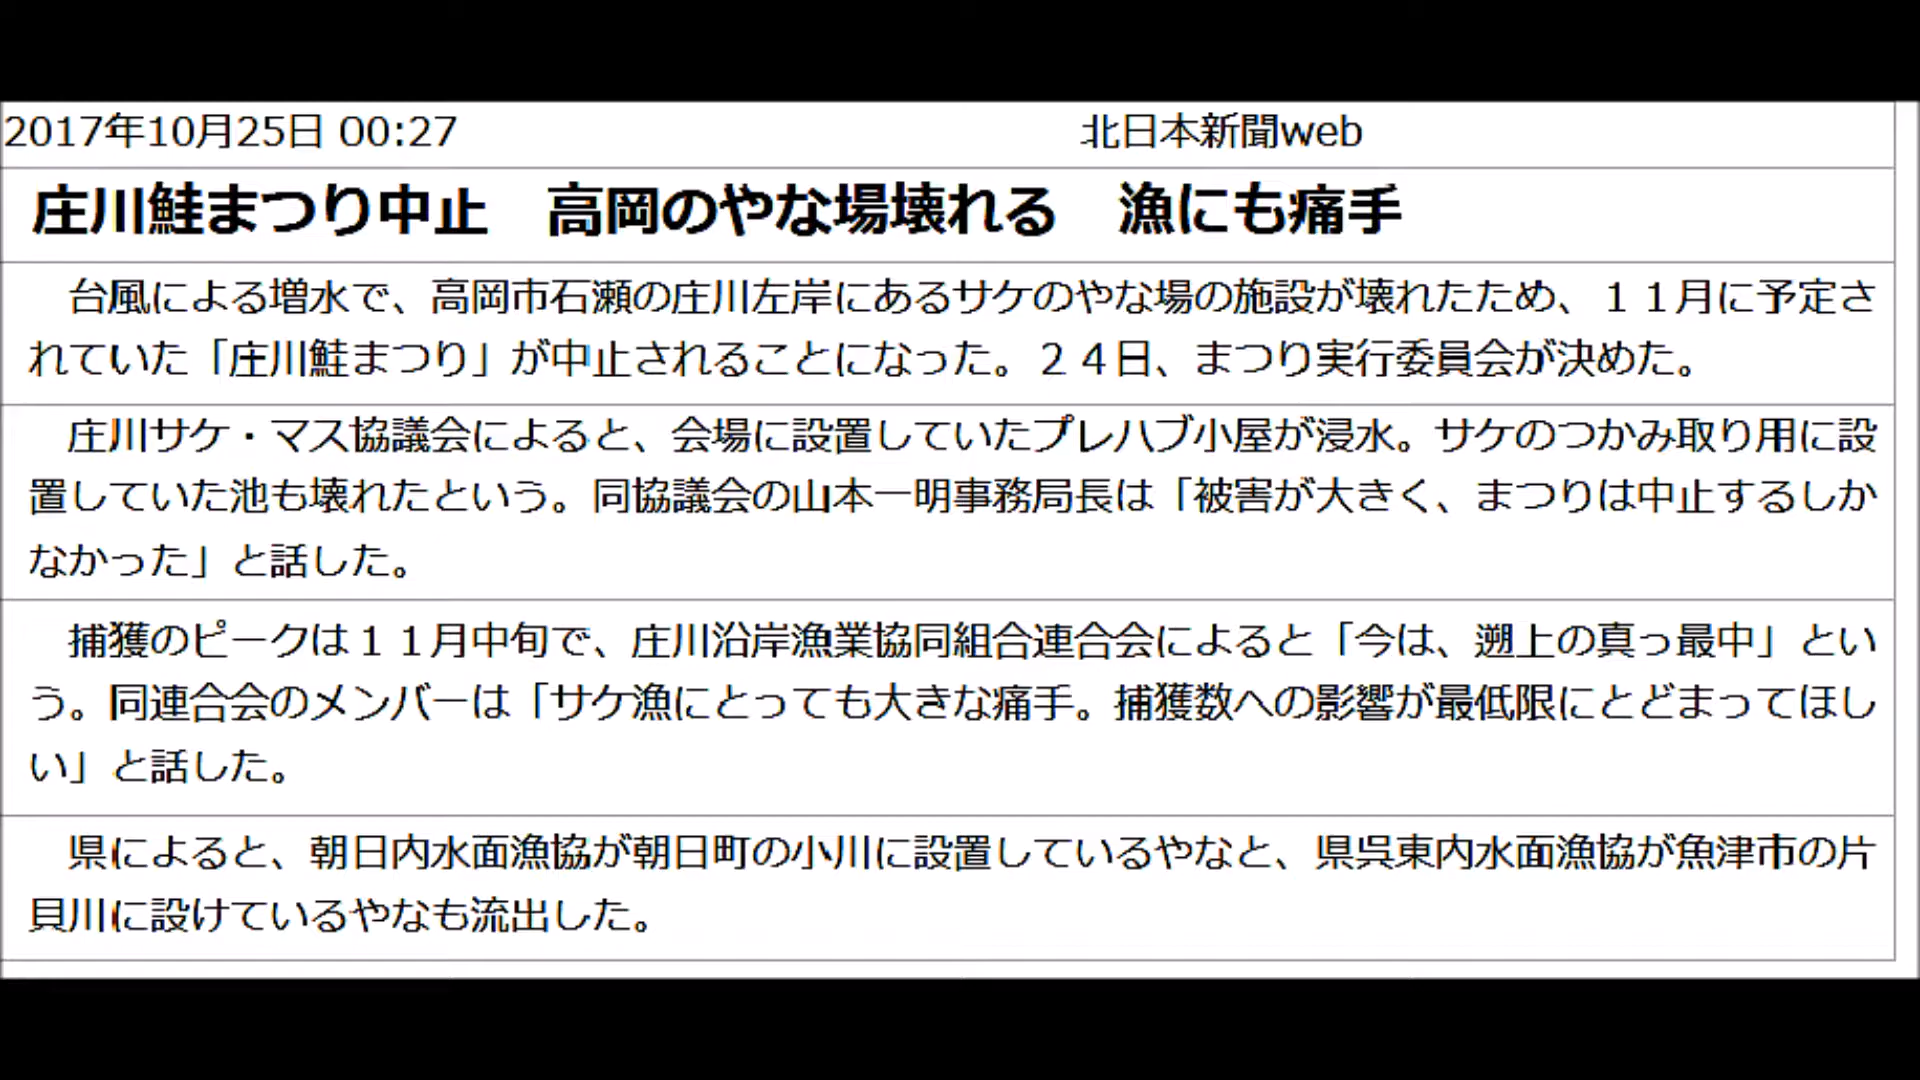 2017年10月25日 00:27 北日本新聞web
庄川鮭まつり中止　高岡のやな場壊れる　漁にも痛手
台風による増水で、高岡市石瀬の庄川左岸にあるサケのやな場の施設が壊れたため、１１月に予定さ
れていた「庄川鮭まつり」が中止されることになった。２４日、まつり実行委員会が決めた。
庄川サケ・マス協議会によると、会場に設置していたプレハブ小屋が浸水。サケのつかみ取り用に設
置していた池も壊れたという。同協議会の山本一明事務局長は「被害が大きく、まつりは中止するしか
なかった」と話した。
捕獲のピークは１１月中旬で、庄川沿岸漁業協同組合連合会によると「今は、遡上の真っ最中」とい
う。同連合会のメンバーは「サケ漁にとっても大きな痛手。捕獲数への影響が最低限にとどまってほし
い」と話した。
県によると、朝日内水面漁協が朝日町の小川に設置しているやなと、県呉東内水面漁協が魚津市の片
貝川に設けているやなも流出した。